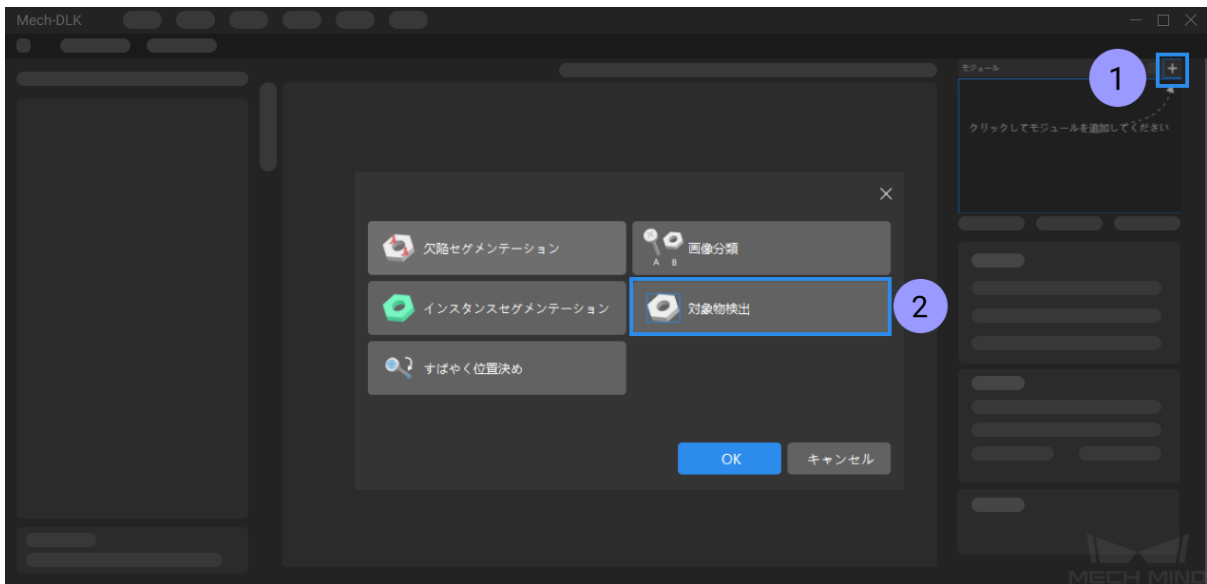 Mech-DLK
モジュール
+
1
クリックしてモジュールを追加してください
欠陥セグメンテーション
A B
画像分類
インスタンスセグメンテーション
対象物検出
2
すばやく位置決め
OK
キャンセル
MECH MIND